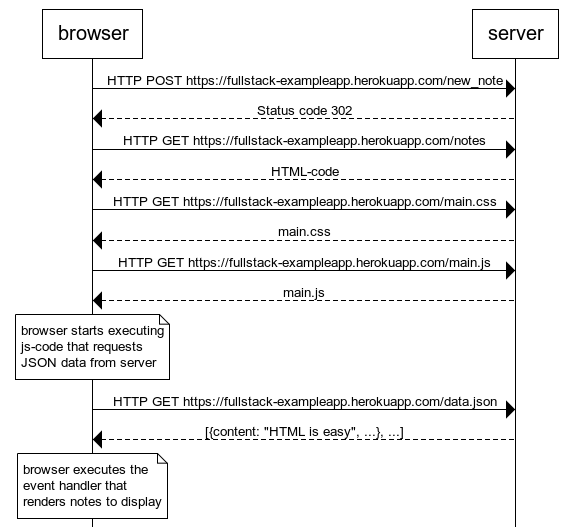 browser
server
HTTP POST https://fullstack-exampleapp.herokuapp.com/new_note
Status code 302
HTTP GET https://fullstack-exampleapp.herokuapp.com/notes
HTML-code
HTTP GET https://fullstack-exampleapp.herokuapp.com/main.css
main.css
HTTP GET https://fullstack-exampleapp.herokuapp.com/main.js
main.js
browser starts executing
js-code that requests
JSON data from server
HTTP GET https://fullstack-exampleapp.herokuapp.com/data.json
[{content: "HTML is easy", ...}, ...]
browser executes the
event handler that
renders notes to display